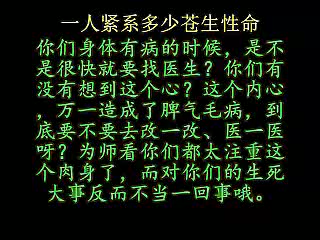 一人紧系多少苍生性命
你们身体有病的时候，是不
是很快就要找医生？你们有
没有想到这个心？这个内心
，万一造成了脾气毛病，到
底要不要去改一改、医一医
呀？为师看你们都太注重这
个肉身了，而对你们的生死
大事反而不当一回事哦。